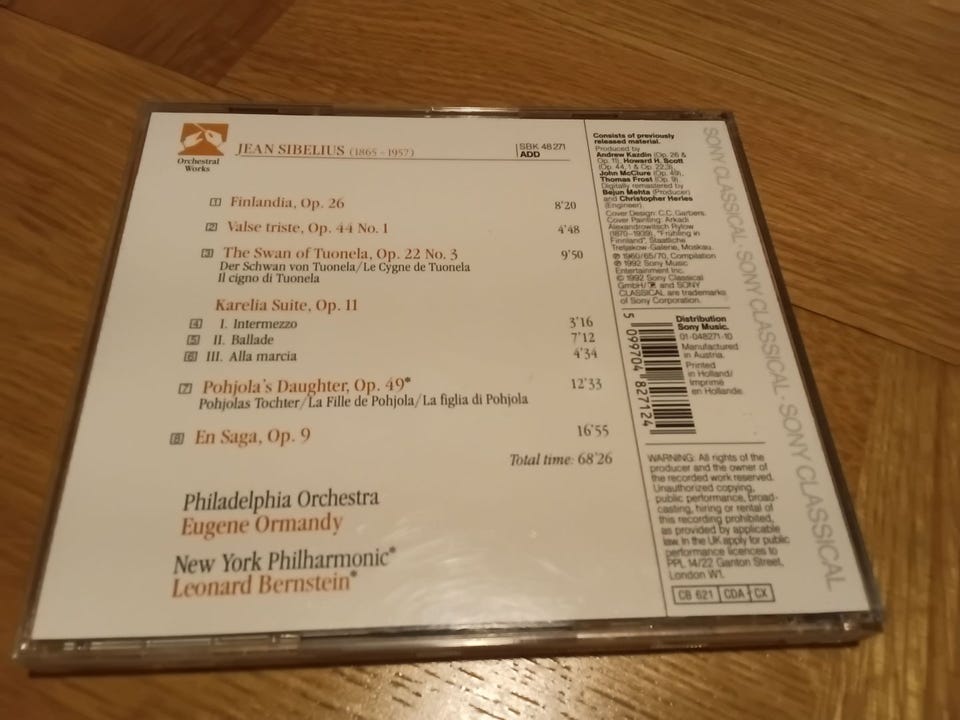 Orchestral
Works
JEAN SIBELIUS (1865 - 1957)
SBK 48271
ADD
1 Finlandia, Op. 26 8'20
2 Valse triste, Op. 44 No. 1 4'48
3 The Swan of Tuonela, Op. 22 No. 3 9'50
Der Schwan von Tuonela/Le Cygne de Tuonela
Il cigno di Tuonela
Karelia Suite, Op. 11
4 I. Intermezzo 3'16
5 II. Ballade 7'12
6 III. Alla marcia 4'34
7 Pohjola's Daughter, Op. 49* 12'33
Pohjolas Tochter/La Fille de Pohjola/La figlia di Pohjola
8 En Saga, Op. 9 16'55
Total time: 68'26
Philadelphia Orchestra
Eugene Ormandy
New York Philharmonic*
Leonard Bernstein*
Consists of previously
released material.
Produced by
Andrew Kazdin (Op. 26 &
Op. 11), Howard H. Scott
(Op. 44,1 & Op. 22,3),
John McClure (Op. 49),
Thomas Frost (Op. 9)
Digitally remastered by
Bejun Mehta (Producer)
and Christopher Herles
(Engineer)
Cover Design: C.C. Garbers.
Cover Painting: Arkadi
Alexandrowitsch Rylow
(1870-1939), "Frühling in
Finnland", Staatliche
Tretjakow-Galerie, Moskau.
℗ 1960/65/70, Compilation
℗ 1992 Sony Music
Entertainment Inc.
© 1992 Sony Classical
GmbH/ and SONY
CLASSICAL are trademarks
of Sony Corporation.
5 099704 827124
Distribution
Sony Music.
01-048271-10
Manufactured
in Austria.
Printed
in Holland/
Imprimé
en Hollande.
WARNING: All rights of the
producer and the owner of
the recorded work reserved.
Unauthorized copying,
public performance, broad-
casting, hiring or rental of
this recording prohibited,
as provided by applicable
law. In the UK apply for public
performance licences to
PPL 14/22 Ganton Street,
London W1.
CB 621 CDA CX
SONY CLASSICAL · SONY CLASSICAL · SONY CLASSICAL